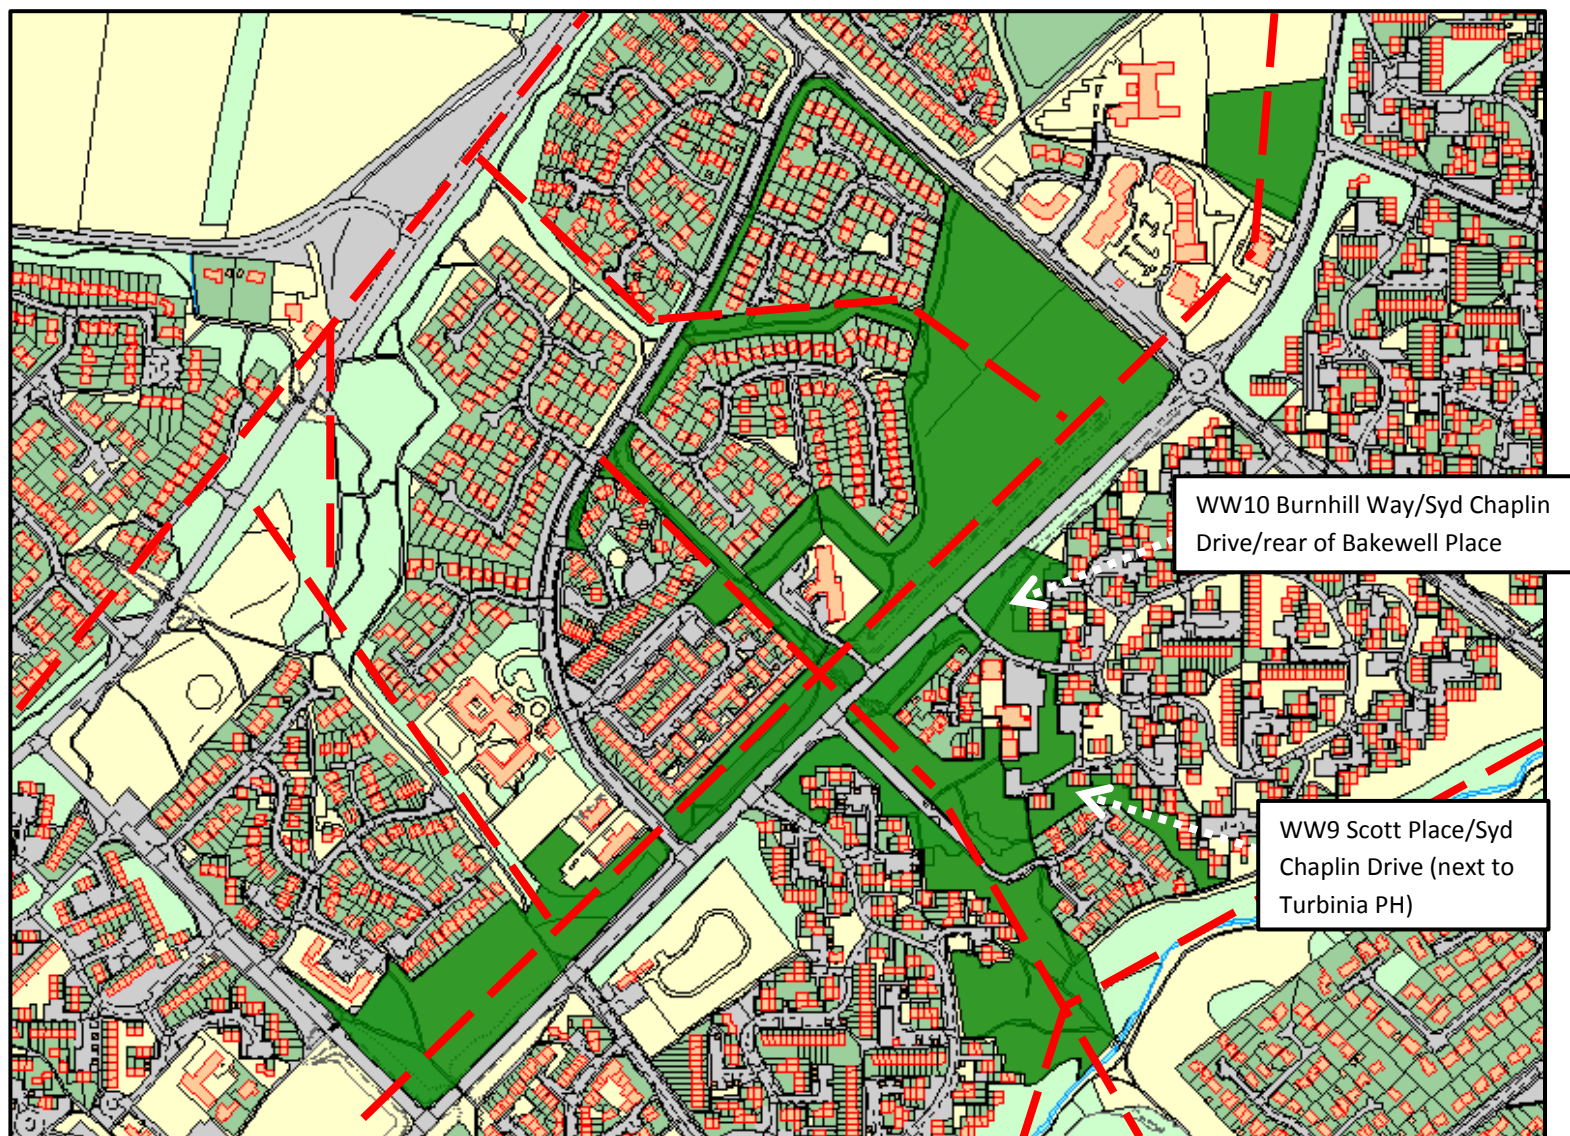 WW10 Burnhill Way/Syd Chaplin
Drive/rear of Bakewell Place
WW9 Scott Place/Syd
Chaplin Drive (next to
Turbinia PH)